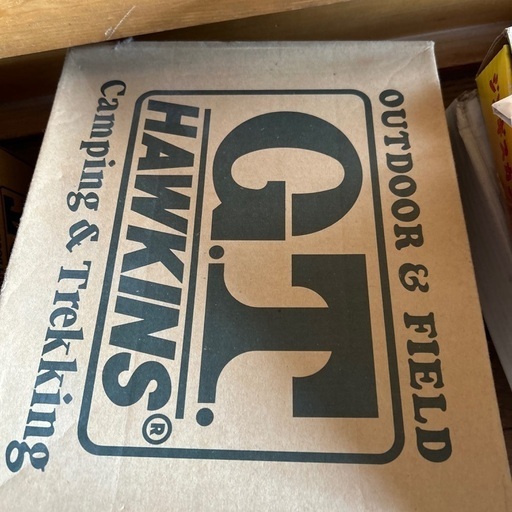 OUTDOOR & FIELD
G.T.
HAWKINS®
Camping & Trekking